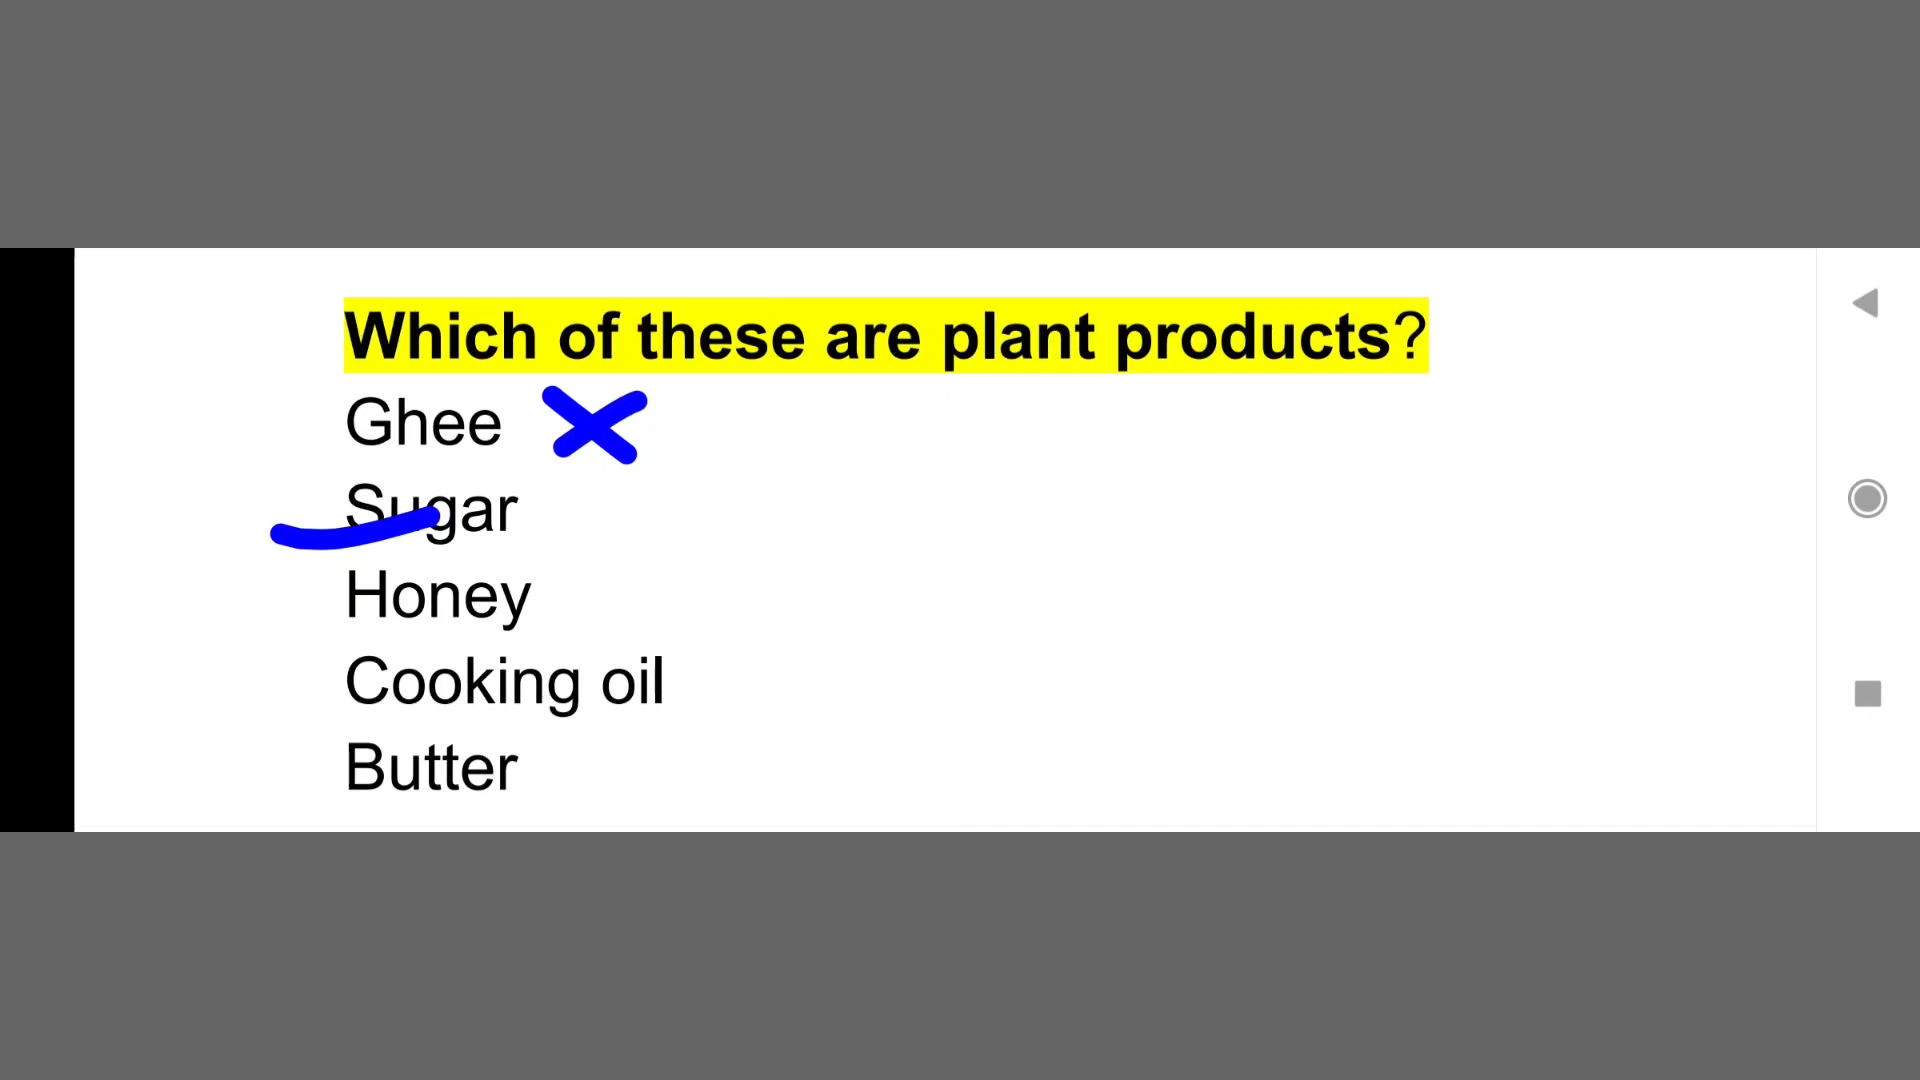 Which of these are plant products?
Ghee
Sugar
Honey
Cooking oil
Butter